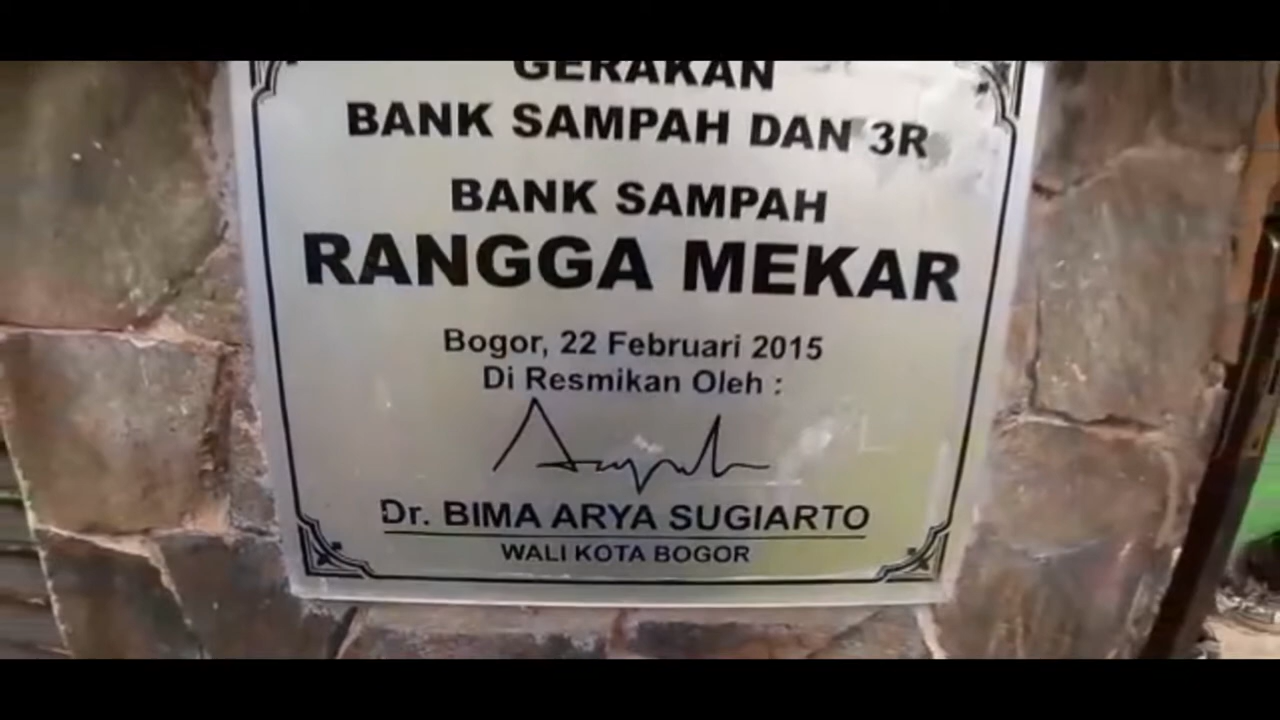 GERAKAN
BANK SAMPAH DAN 3R
BANK SAMPAH
RANGGA MEKAR
Bogor, 22 Februari 2015
Di Resmikan Oleh :
Dr. BIMA ARYA SUGIARTO
WALI KOTA BOGOR